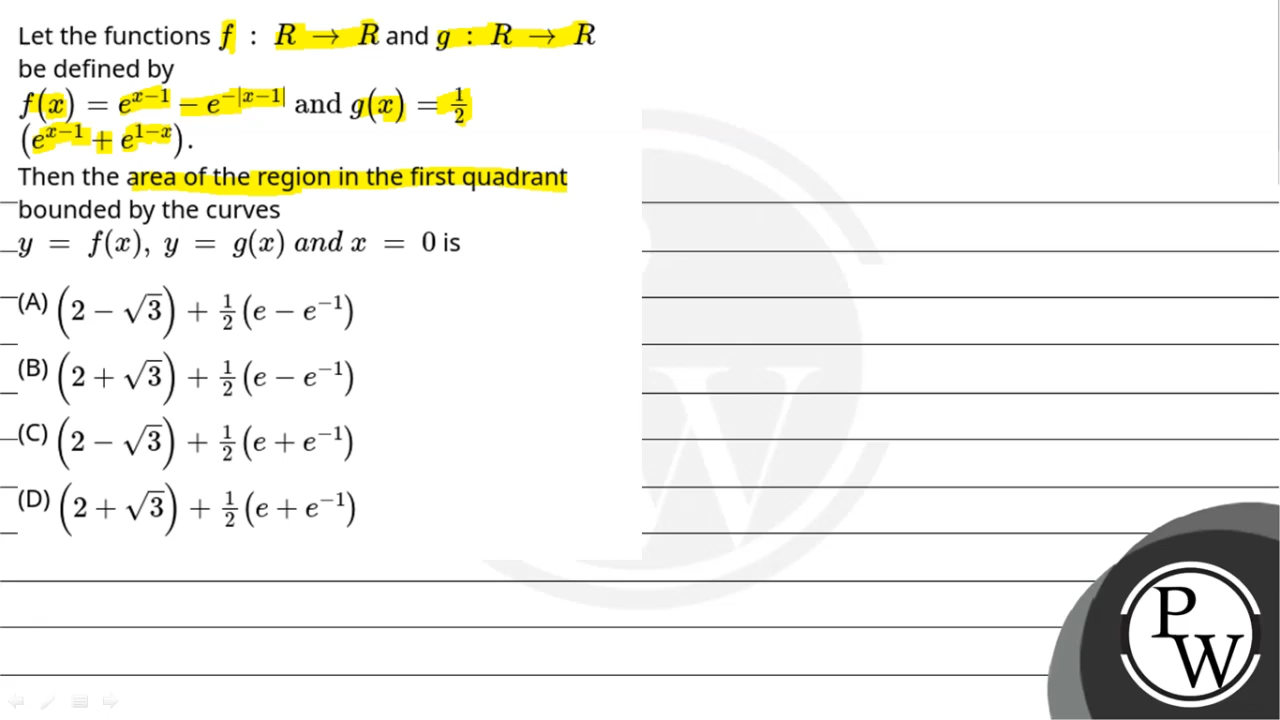 Let the functions f : R → R and g : R → R
be defined by
f(x) = e^{x−1} − e^{−|x−1|} and g(x) = 1/2
(e^{x−1} + e^{1−x}).
Then the area of the region in the first quadrant
bounded by the curves
y = f(x), y = g(x) and x = 0 is
(A) (2 − √3) + 1/2 (e − e^{−1})
(B) (2 + √3) + 1/2 (e − e^{−1})
(C) (2 − √3) + 1/2 (e + e^{−1})
(D) (2 + √3) + 1/2 (e + e^{−1})
P
W